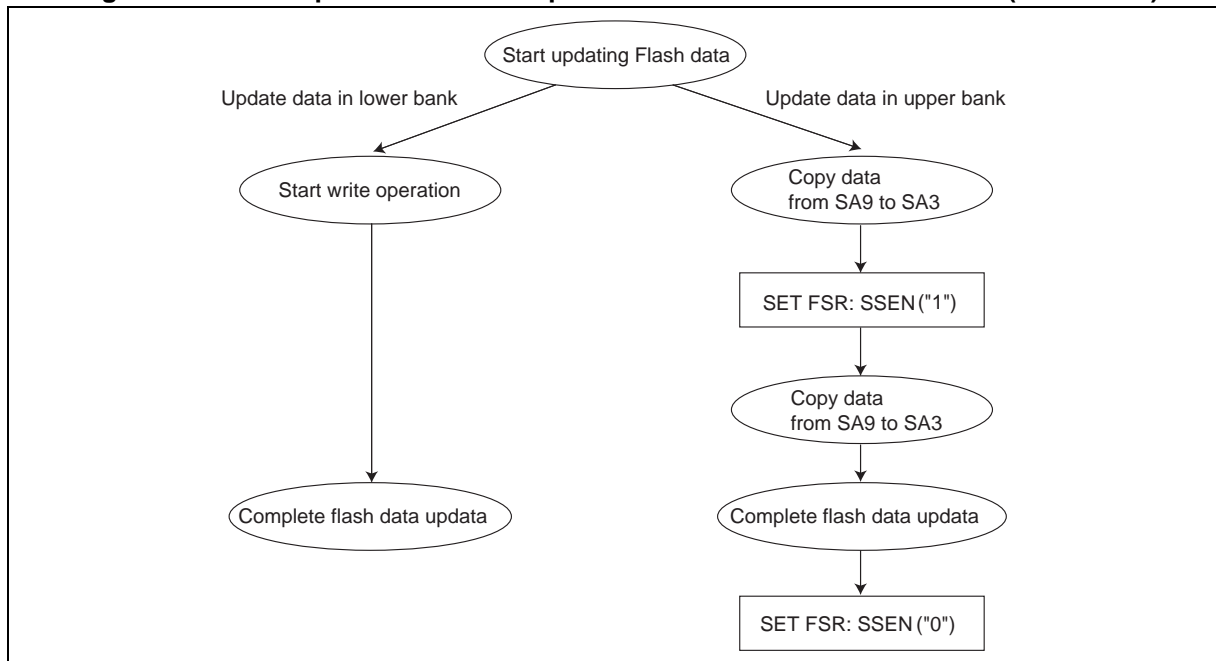 Start updating Flash data
Update data in lower bank
Update data in upper bank
Start write operation
Copy data
from SA9 to SA3
SET FSR: SSEN ("1")
Copy data
from SA9 to SA3
Complete flash data updata
Complete flash data updata
SET FSR: SSEN ("0")